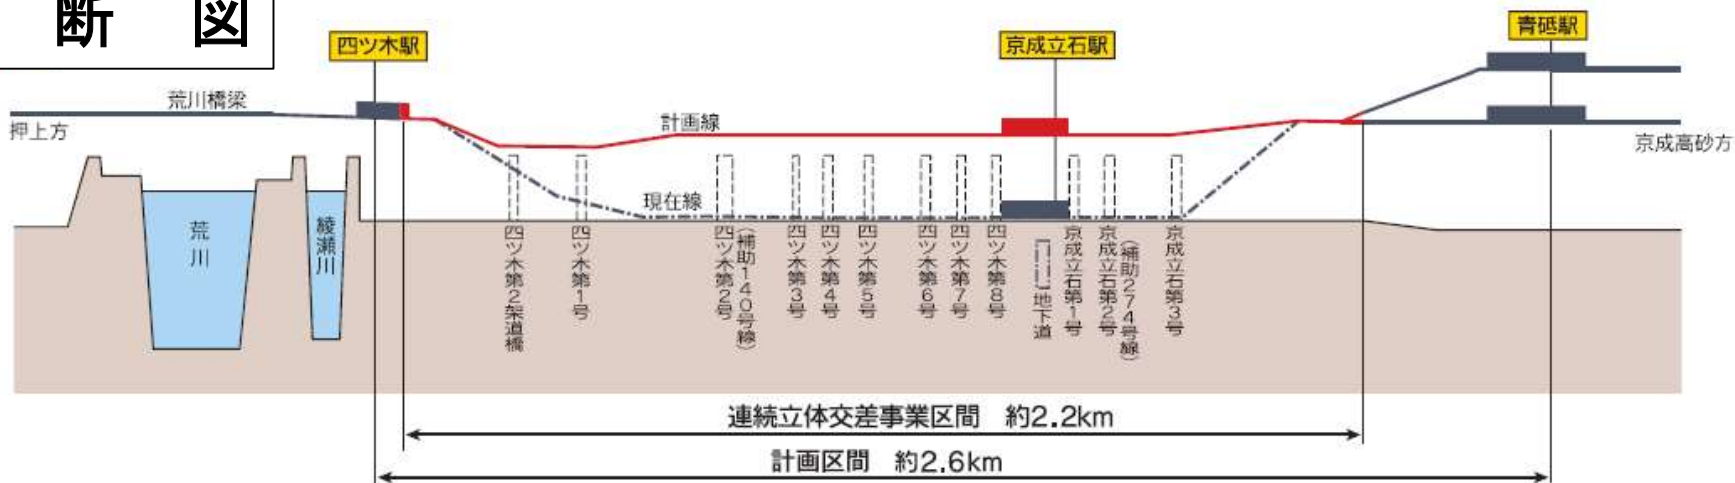 断 図
四ツ木駅
京成立石駅
青砥駅
荒川橋梁
押上方
計画線
京成高砂方
現在線
荒川
綾瀬川
四ツ木第2架道橋
四ツ木第1号
四ツ木第2号
(補助140号線)
四ツ木第3号
四ツ木第4号
四ツ木第5号
四ツ木第6号
四ツ木第7号
四ツ木第8号
地下道
京成立石第1号
京成立石第2号
(補助274号線)
京成立石第3号
連続立体交差事業区間 約2.2km
計画区間 約2.6km